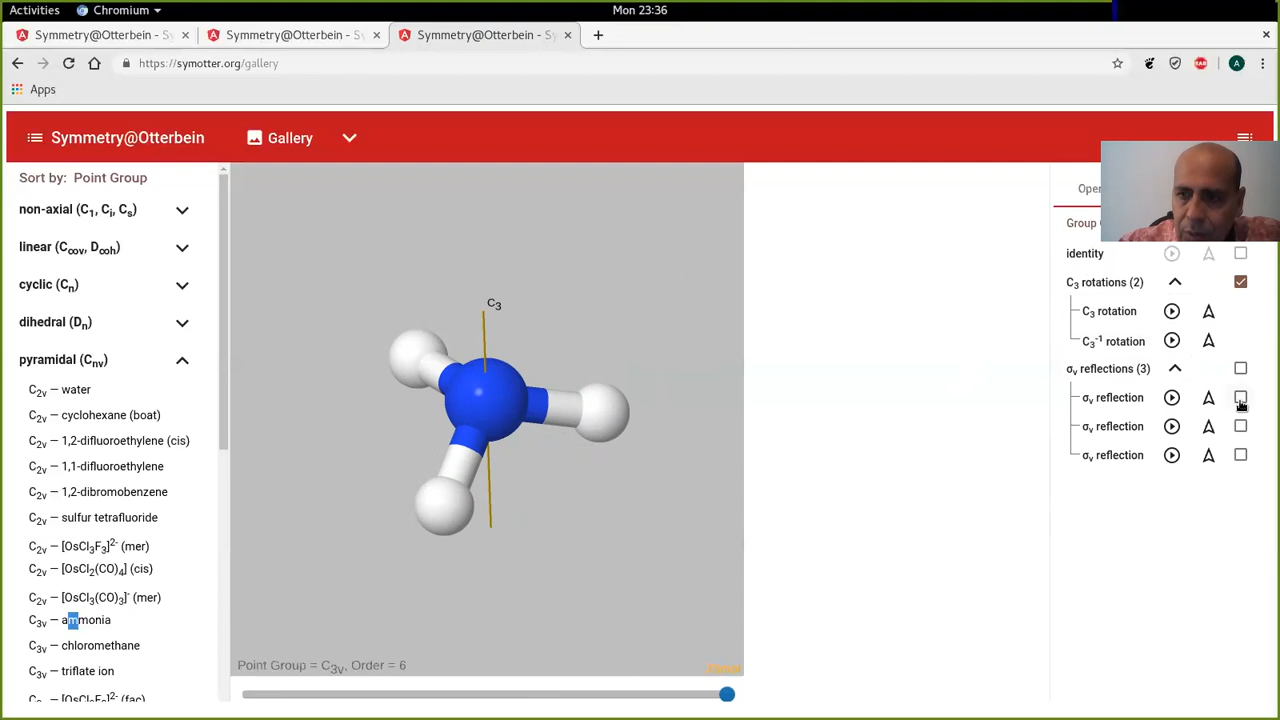 Activities
Chromium
Mon 23:36
Symmetry@Otterbein - Sy
Symmetry@Otterbein - Sy
Symmetry@Otterbein - Sy
https://symotter.org/gallery
A
Apps
Symmetry@Otterbein
Gallery
Sort by: Point Group
non-axial (C1, Ci, Cs)
linear (C∞v, D∞h)
cyclic (Cn)
dihedral (Dn)
pyramidal (Cnv)
C2v — water
C2v — cyclohexane (boat)
C2v — 1,2-difluoroethylene (cis)
C2v — 1,1-difluoroethylene
C2v — 1,2-dibromobenzene
C2v — sulfur tetrafluoride
C2v — [OsCl3F3]2- (mer)
C2v — [OsCl2(CO)4] (cis)
C2v — [OsCl3(CO)3]- (mer)
C3v — ammonia
C3v — chloromethane
C3v — triflate ion
C3
Point Group = C3v, Order = 6
Group
identity
C3 rotations (2)
C3 rotation
C3-1 rotation
σv reflections (3)
σv reflection
σv reflection
σv reflection